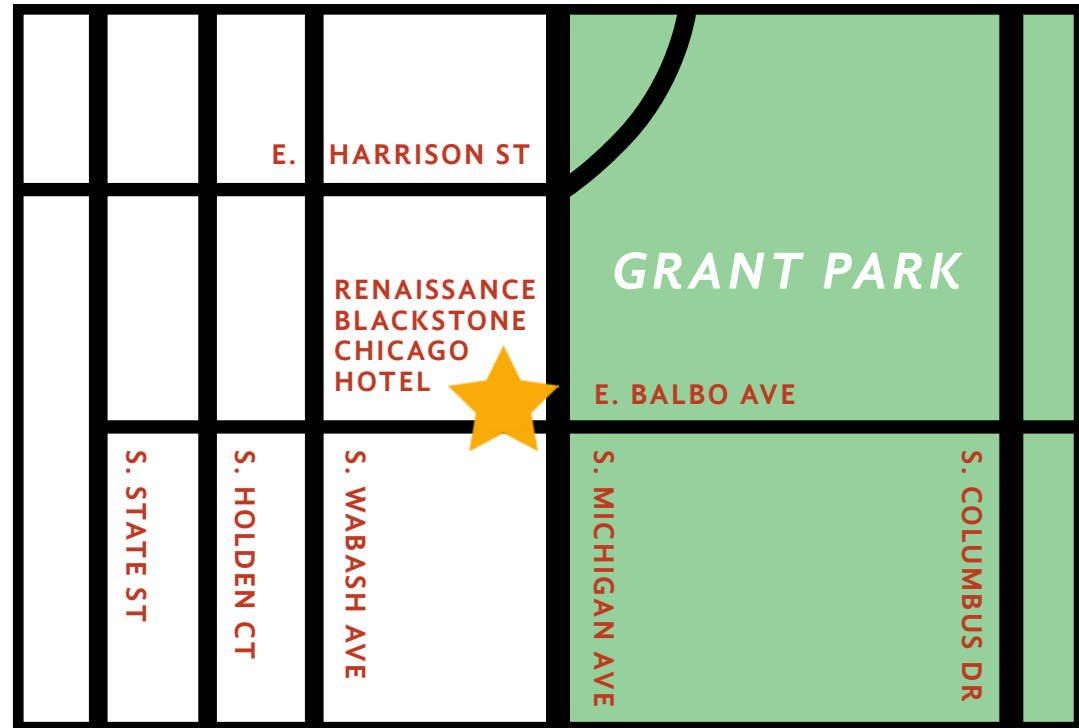 E. HARRISON ST
RENAISSANCE
BLACKSTONE
CHICAGO
HOTEL
GRANT PARK
E. BALBO AVE
S. STATE ST
S. HOLDEN CT
S. WABASH AVE
S. MICHIGAN AVE
S. COLUMBUS DR